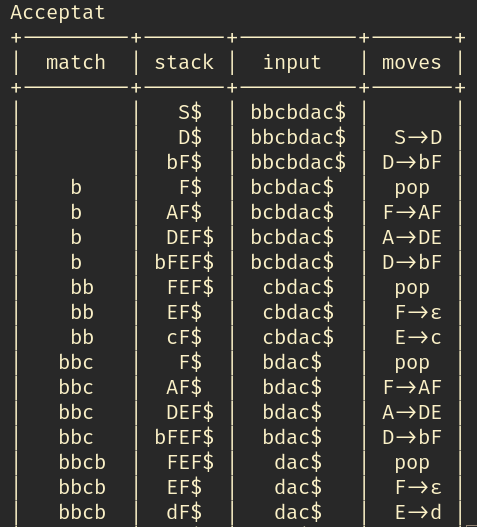 Acceptat
match stack input moves
S$ bbcbdac$
D$ bbcbdac$ S→D
bF$ bbcbdac$ D→bF
b F$ bcbdac$ pop
b AF$ bcbdac$ F→AF
b DEF$ bcbdac$ A→DE
b bFEF$ bcbdac$ D→bF
bb FEF$ cbdac$ pop
bb EF$ cbdac$ F→ε
bb cF$ cbdac$ E→c
bbc F$ bdac$ pop
bbc AF$ bdac$ F→AF
bbc DEF$ bdac$ A→DE
bbc bFEF$ bdac$ D→bF
bbcb FEF$ dac$ pop
bbcb EF$ dac$ F→ε
bbcb dF$ dac$ E→d